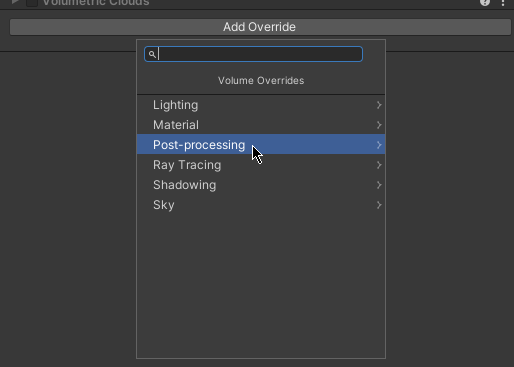 Volumetric Clouds
Add Override
Volume Overrides
Lighting
Material
Post-processing
Ray Tracing
Shadowing
Sky